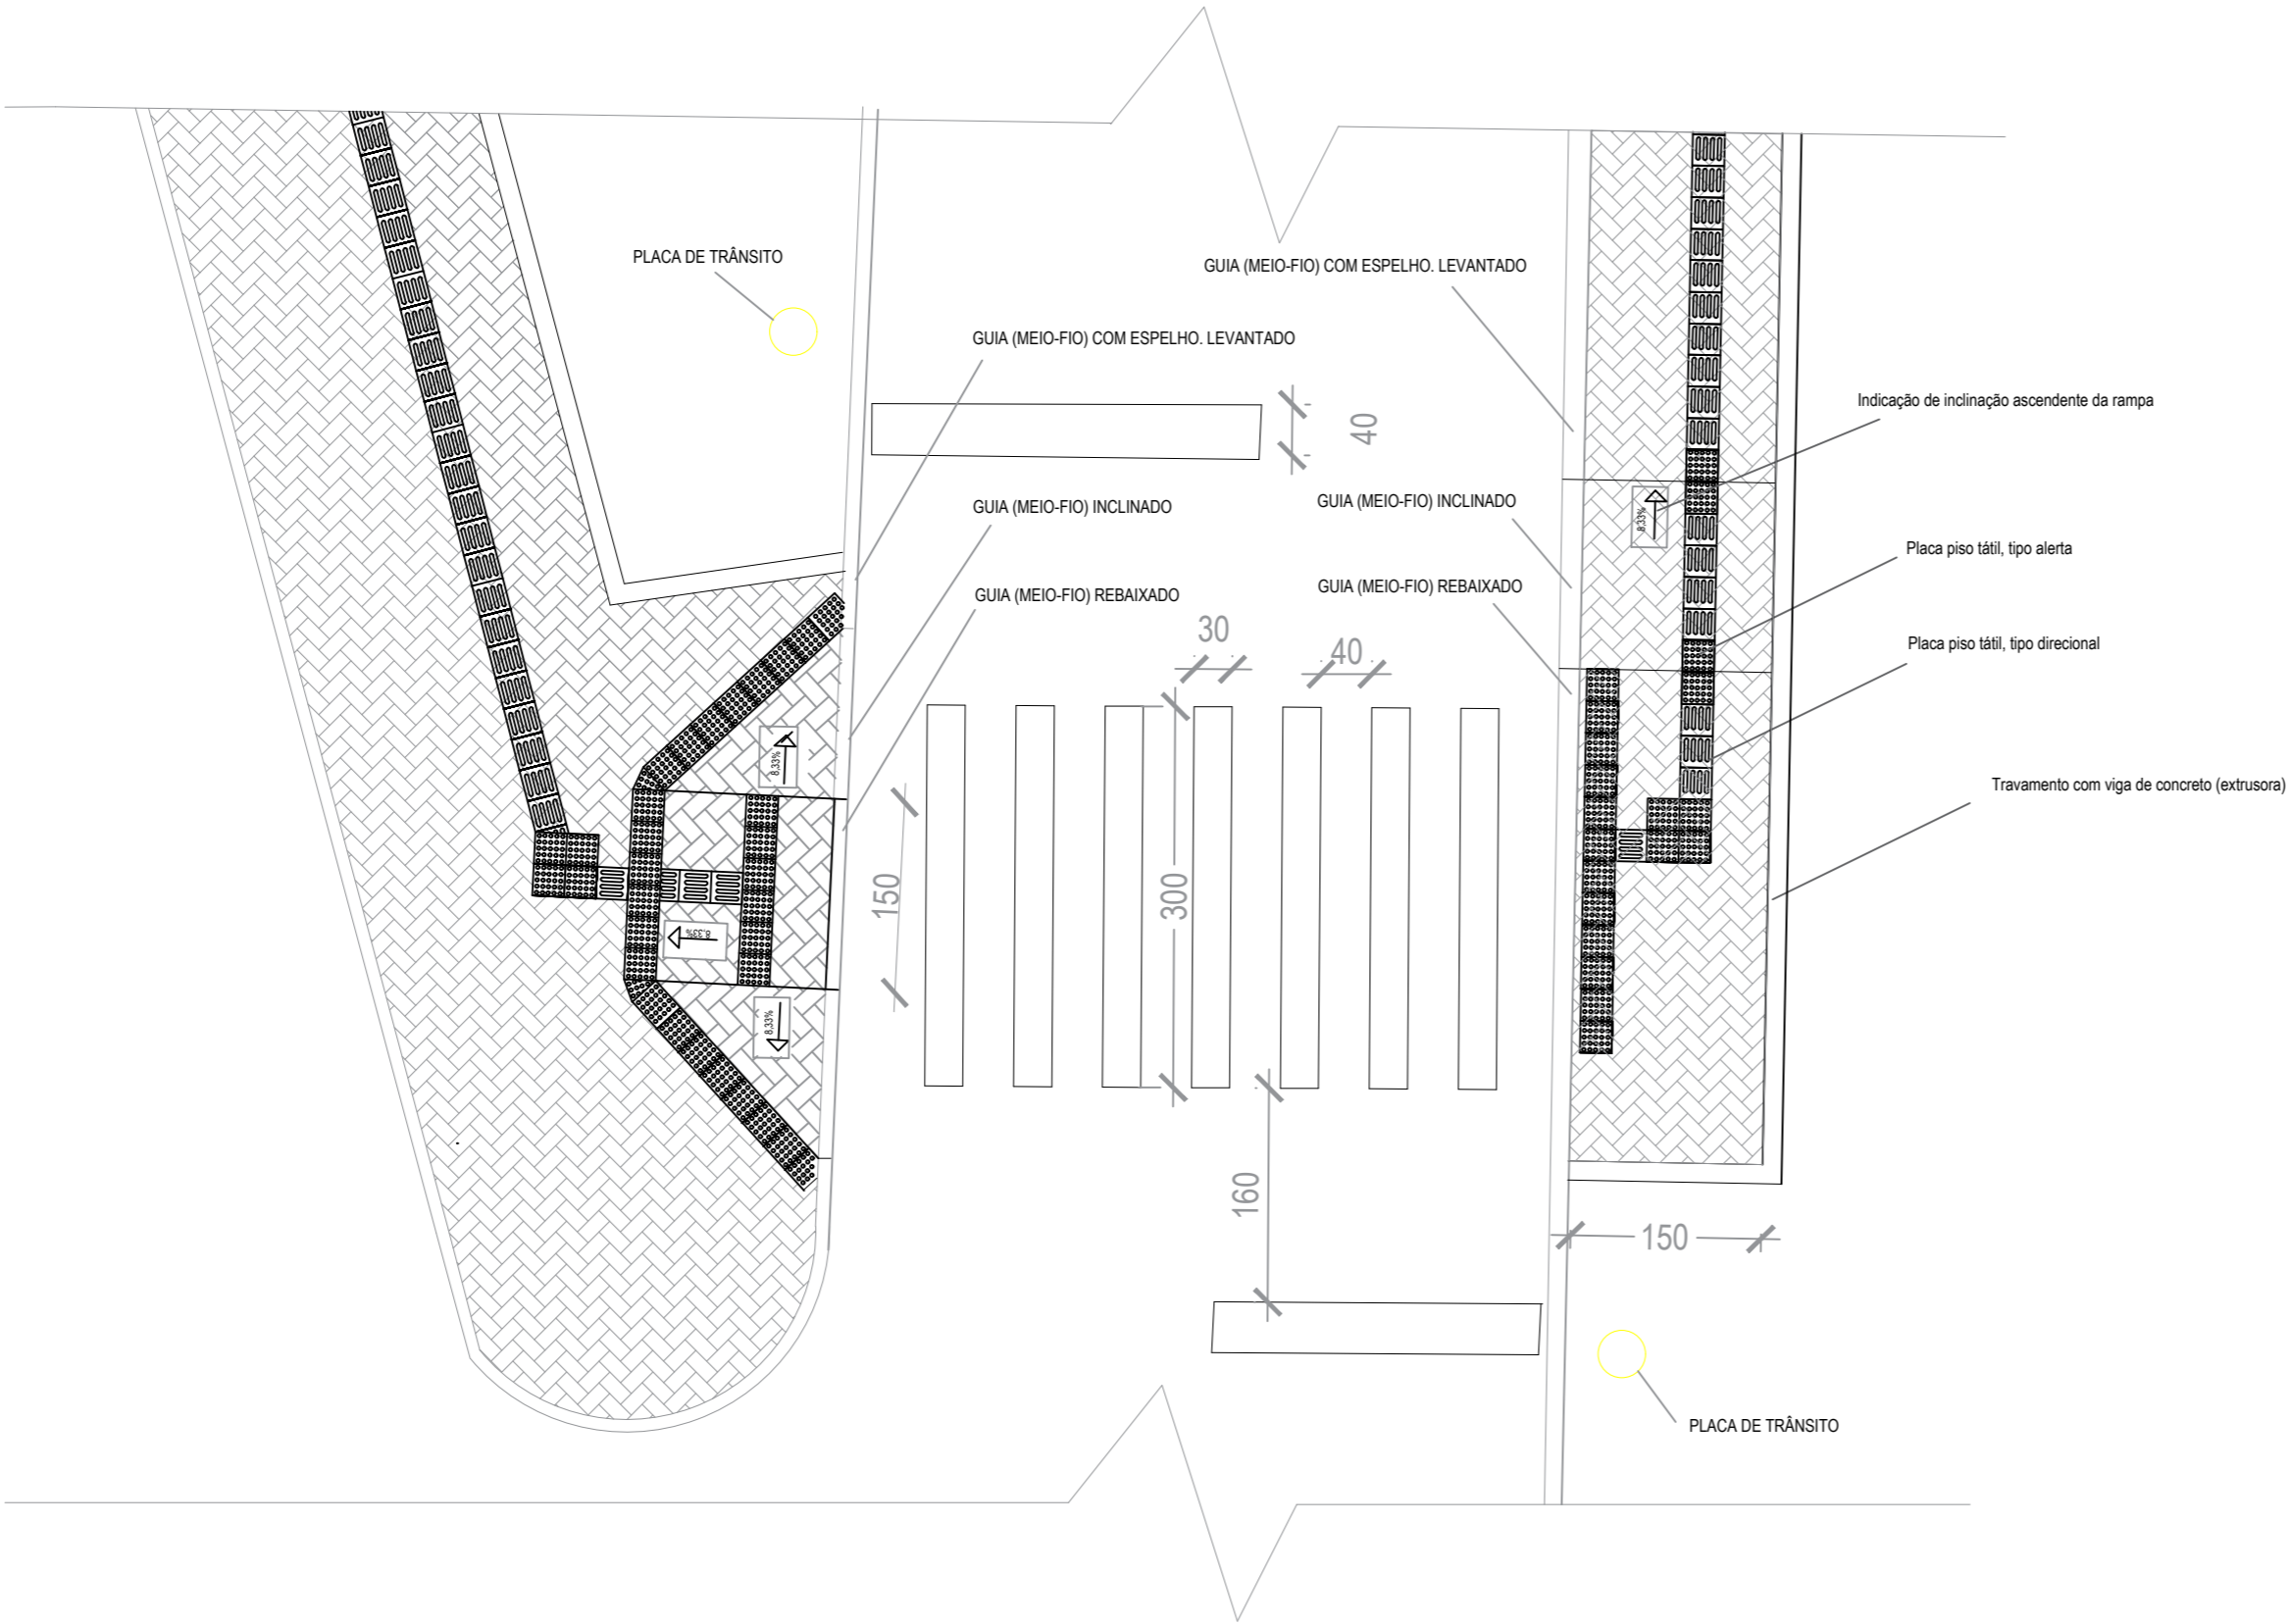 PLACA DE TRÂNSITO
GUIA (MEIO-FIO) COM ESPELHO. LEVANTADO
GUIA (MEIO-FIO) COM ESPELHO. LEVANTADO
40
Indicação de inclinação ascendente da rampa
GUIA (MEIO-FIO) INCLINADO
GUIA (MEIO-FIO) INCLINADO
8,33%
Placa piso tátil, tipo alerta
GUIA (MEIO-FIO) REBAIXADO
GUIA (MEIO-FIO) REBAIXADO
30
40
Placa piso tátil, tipo direcional
8,33%
Travamento com viga de concreto (extrusora)
150
300
8,33%
8,33%
160
150
PLACA DE TRÂNSITO